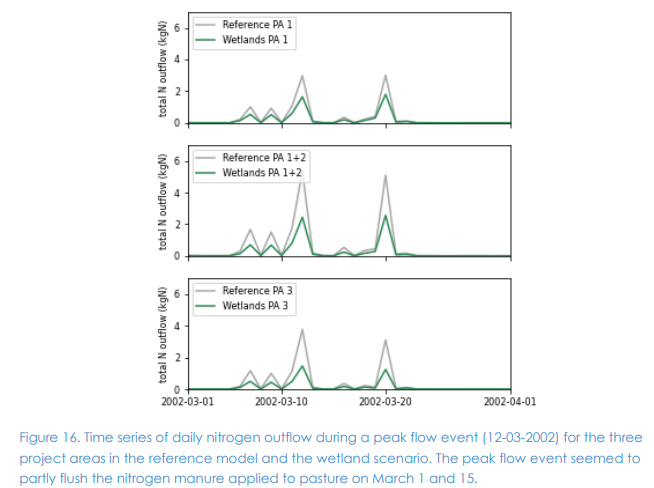 total N outflow (kgN)
6
4
2
0
Reference PA 1
Wetlands PA 1
total N outflow (kgN)
6
4
2
0
Reference PA 1+2
Wetlands PA 1+2
total N outflow (kgN)
6
4
2
0
Reference PA 3
Wetlands PA 3
2002-03-01 2002-03-10 2002-03-20 2002-04-01
Figure 16. Time series of daily nitrogen outflow during a peak flow event (12-03-2002) for the three
project areas in the reference model and the wetland scenario. The peak flow event seemed to
partly flush the nitrogen manure applied to pasture on March 1 and 15.